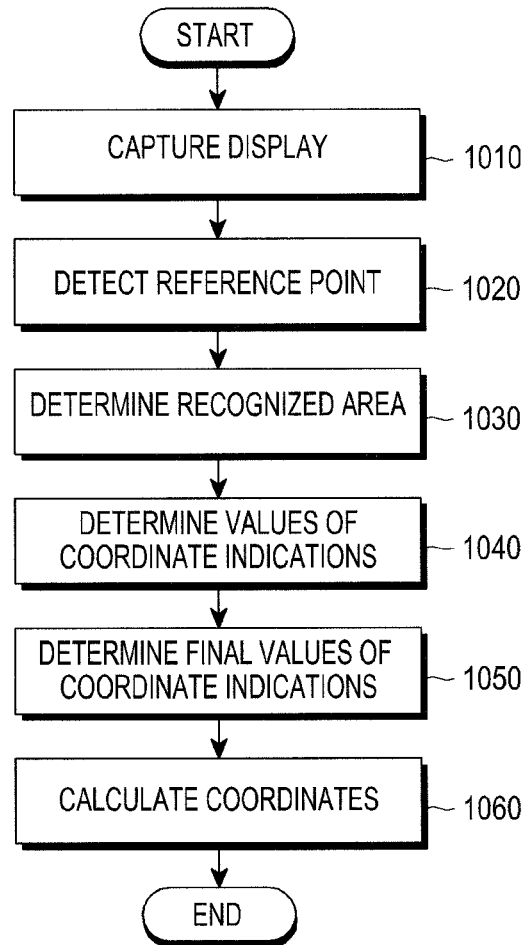 START
CAPTURE DISPLAY
1010
DETECT REFERENCE POINT
1020
DETERMINE RECOGNIZED AREA
1030
DETERMINE VALUES OF
COORDINATE INDICATIONS
1040
DETERMINE FINAL VALUES OF
COORDINATE INDICATIONS
1050
CALCULATE COORDINATES
1060
END